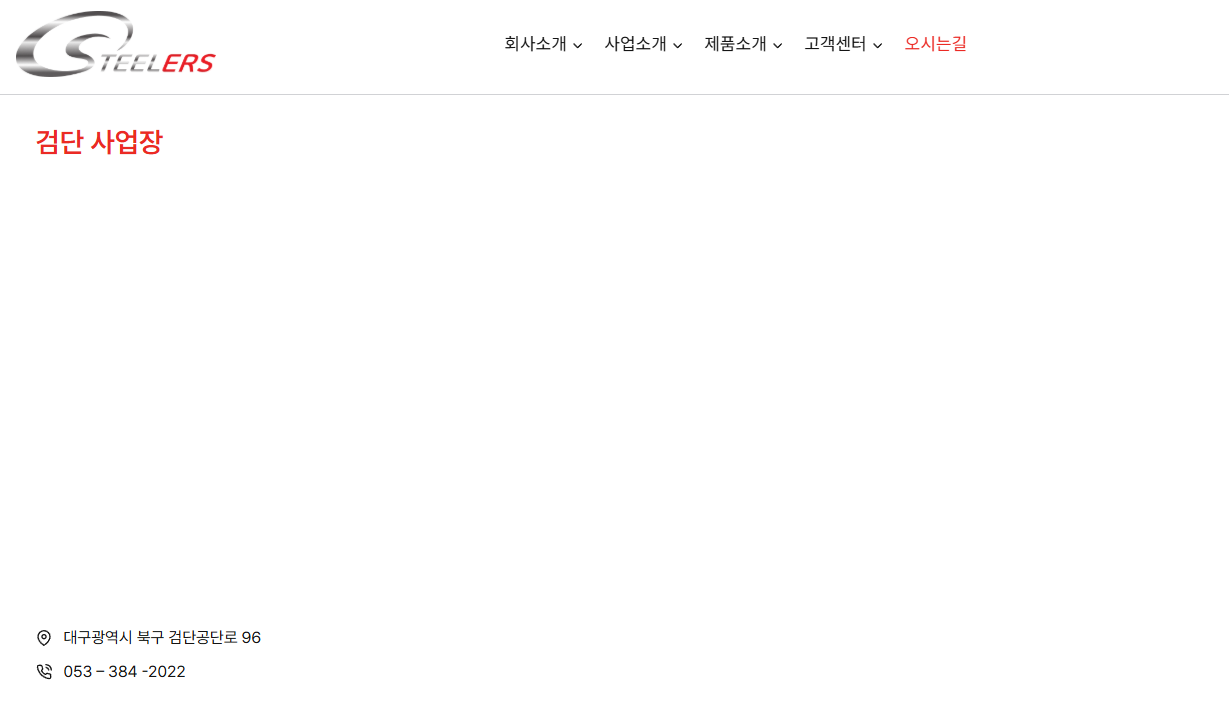 STEELERS
회사소개
사업소개
제품소개
고객센터
오시는길
검단 사업장
대구광역시 북구 검단공단로 96
053 – 384 -2022